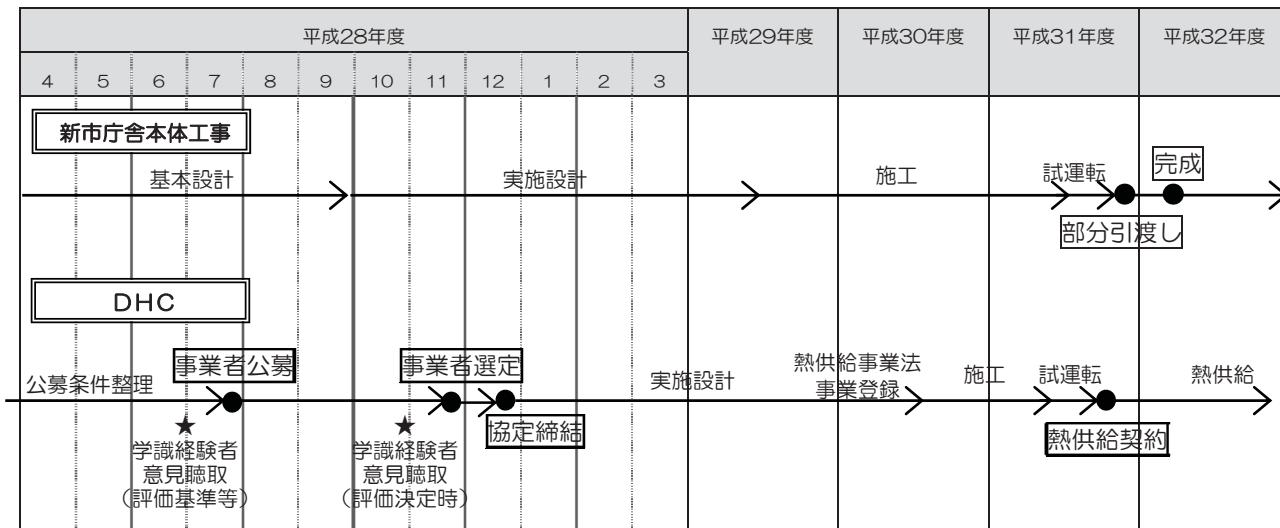 平成28年度
平成29年度
平成30年度
平成31年度
平成32年度
4 5 6 7 8 9 10 11 12 1 2 3
新市庁舎本体工事
基本設計
実施設計
施工
試運転
完成
部分引渡し
DHC
公募条件整理
事業者公募
事業者選定
協定締結
実施設計
熱供給事業法
事業登録
施工
試運転
熱供給
熱供給契約
★
学識経験者
意見聴取
(評価基準等)
★
学識経験者
意見聴取
(評価決定時)